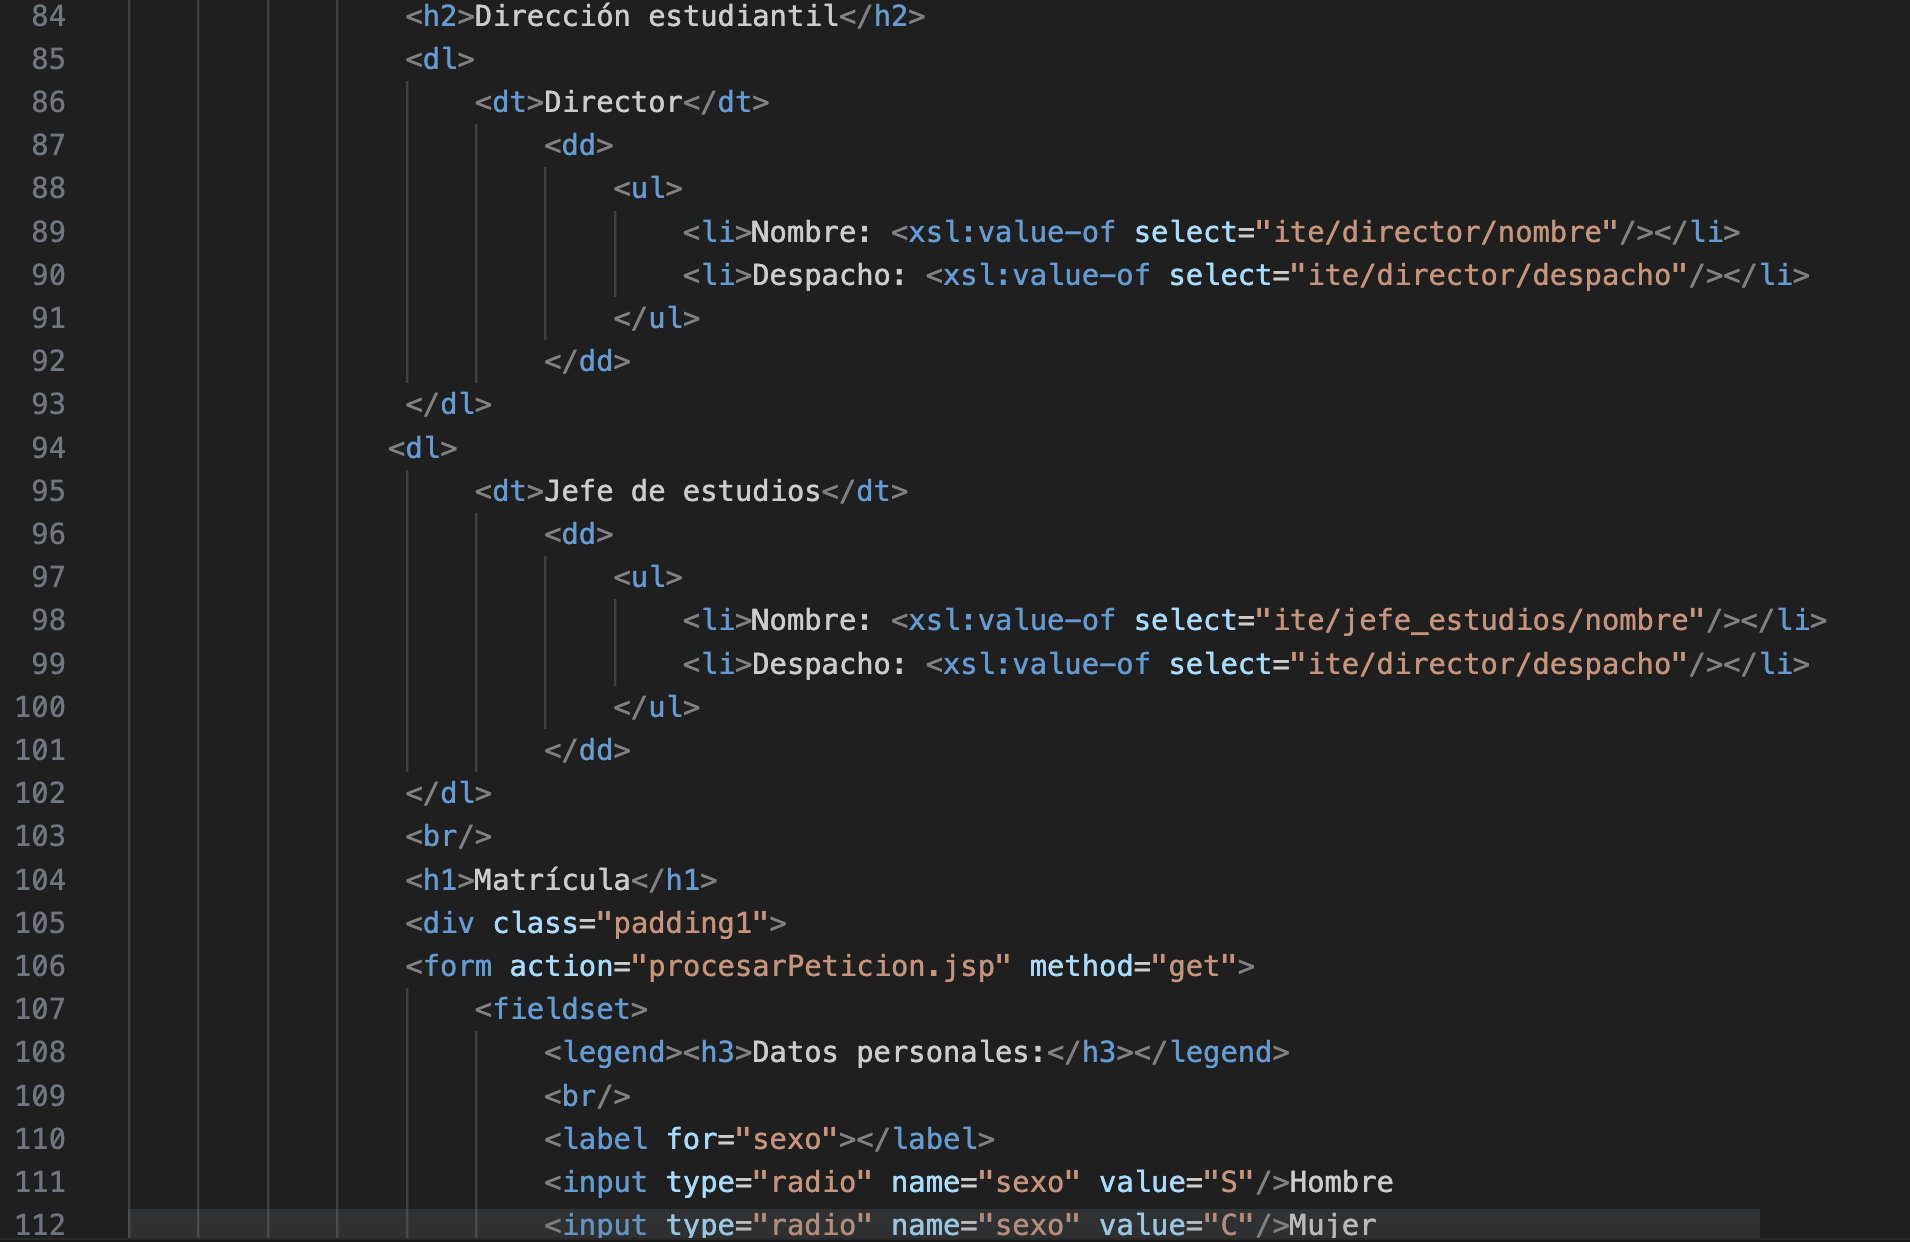 84 <h2>Dirección estudiantil</h2>
85 <dl>
86 <dt>Director</dt>
87 <dd>
88 <ul>
89 <li>Nombre: <xsl:value-of select="ite/director/nombre"/></li>
90 <li>Despacho: <xsl:value-of select="ite/director/despacho"/></li>
91 </ul>
92 </dd>
93 </dl>
94 <dl>
95 <dt>Jefe de estudios</dt>
96 <dd>
97 <ul>
98 <li>Nombre: <xsl:value-of select="ite/jefe_estudios/nombre"/></li>
99 <li>Despacho: <xsl:value-of select="ite/director/despacho"/></li>
100 </ul>
101 </dd>
102 </dl>
103 <br/>
104 <h1>Matrícula</h1>
105 <div class="padding1">
106 <form action="procesarPeticion.jsp" method="get">
107 <fieldset>
108 <legend><h3>Datos personales:</h3></legend>
109 <br/>
110 <label for="sexo"></label>
111 <input type="radio" name="sexo" value="S"/>Hombre
112 <input type="radio" name="sexo" value="C"/>Mujer